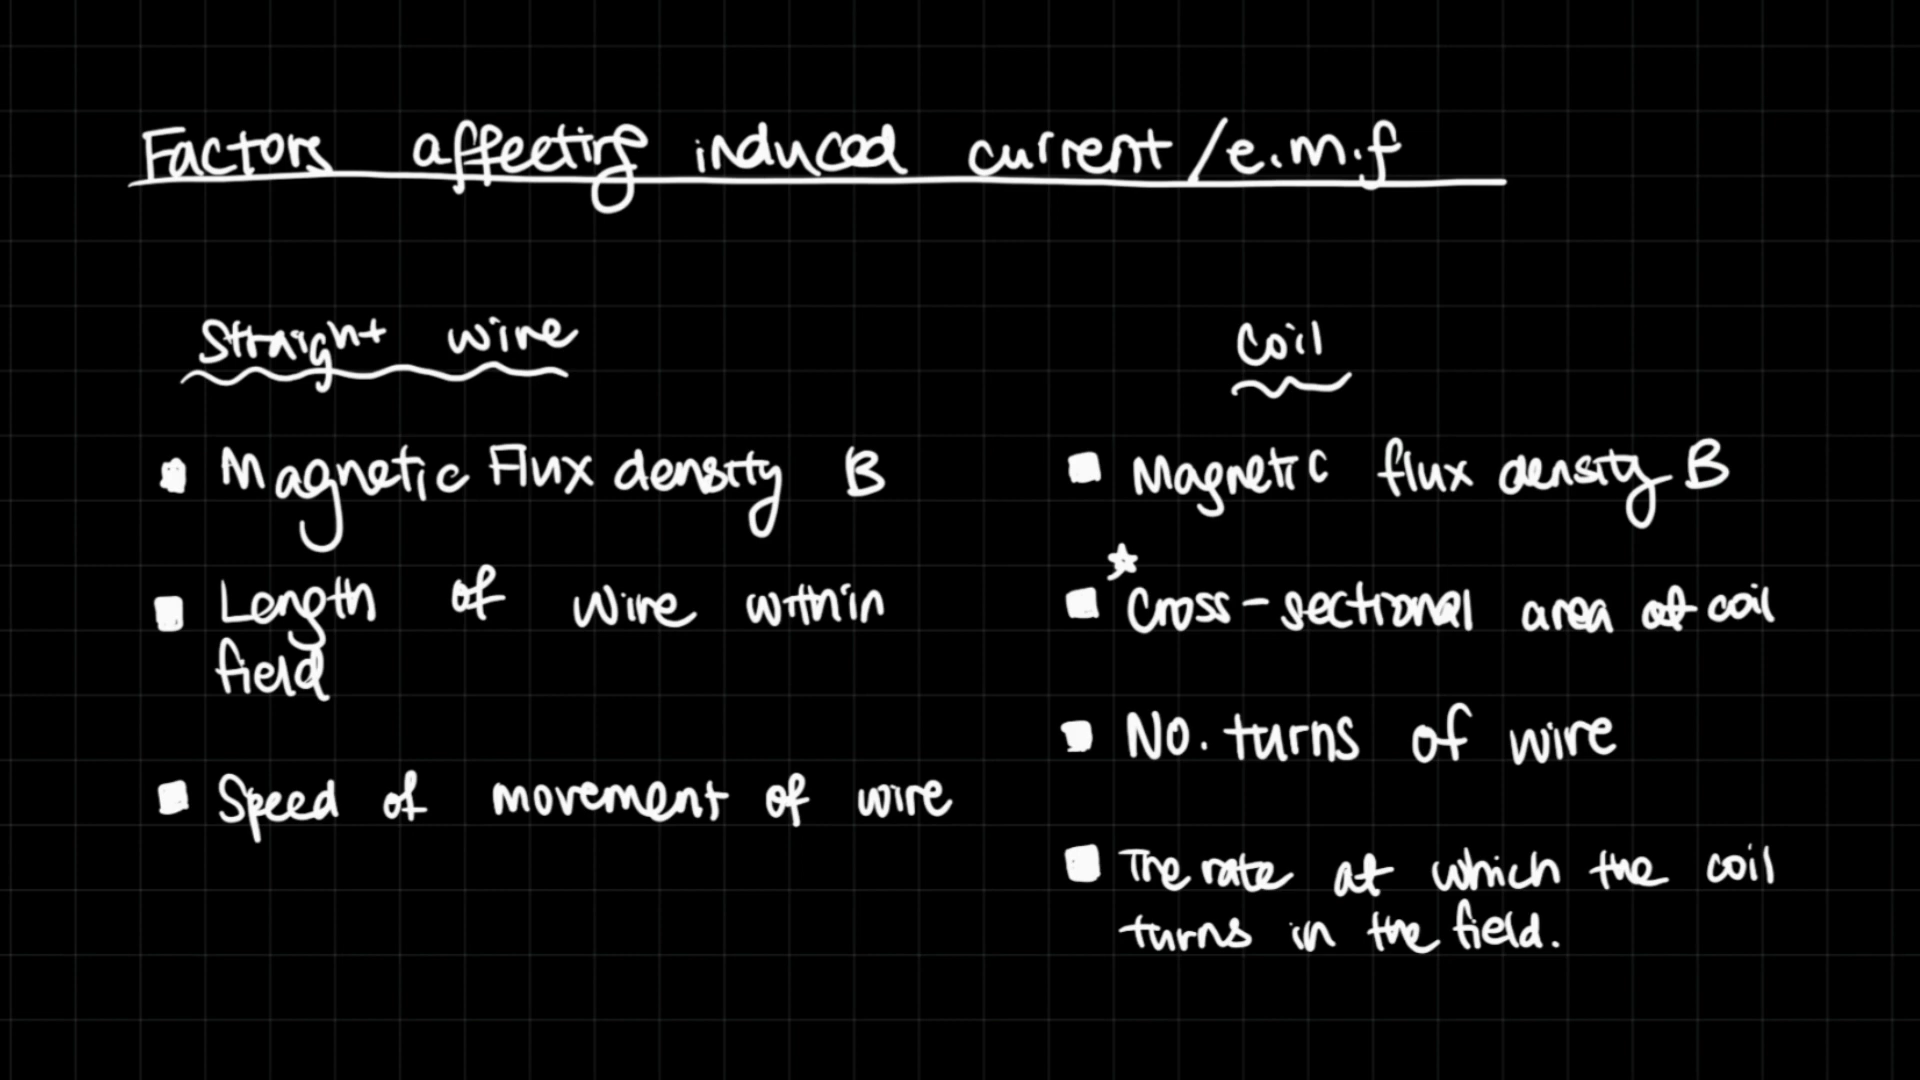 Factors affecting induced current/e.m.f
Straight wire
Magnetic Flux density B
Length of wire within
field
Speed of movement of wire
Coil
Magnetic flux density B
Cross-sectional area of coil
No. turns of wire
The rate at which the coil
turns in the field.